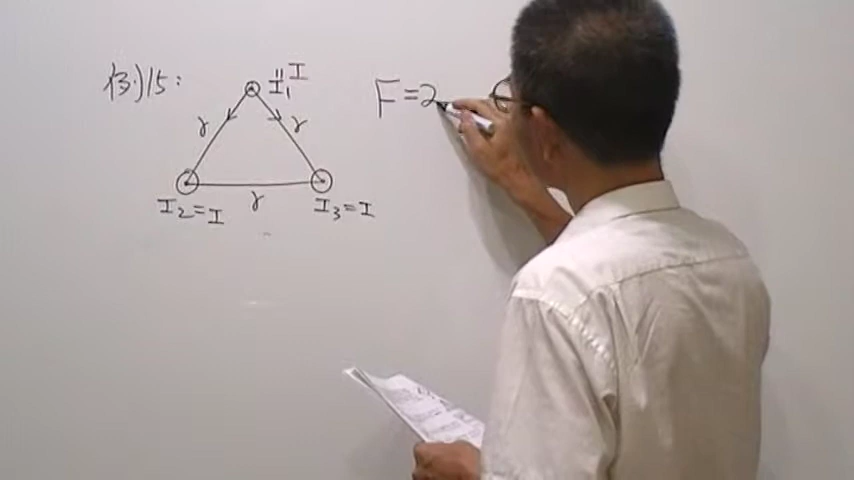 例15:
I₁
=
I
r
r
r
I₂=I
I₃=I
F=2